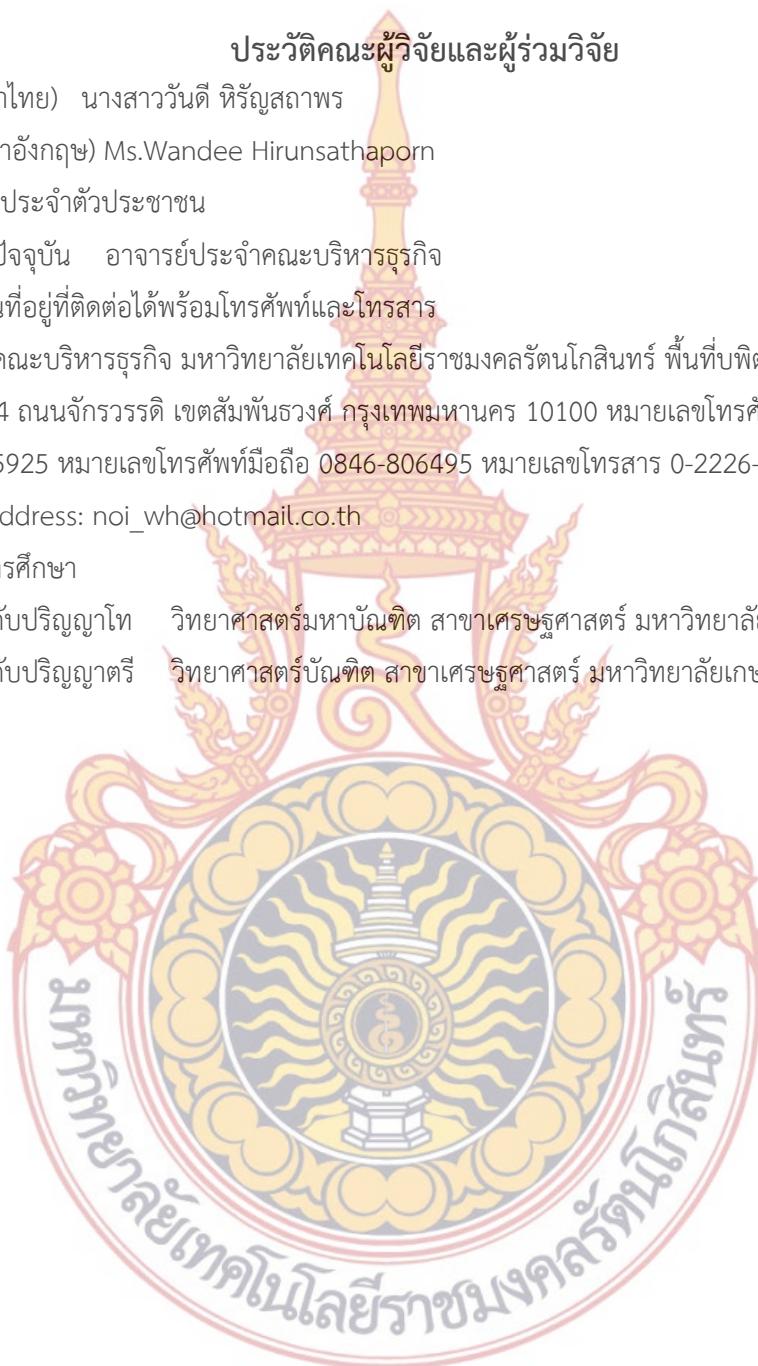 ประวัติคณะผู้วิจัยและผู้ร่วมวิจัย
าไทย) นางสาววันดี หิรัญสถาพร
าอังกฤษ) Ms.Wandee Hirunsathaporn
ประจำตัวประชาชน
ปัจจุบัน อาจารย์ประจำคณะบริหารธุรกิจ
นที่อยู่ที่ติดต่อได้พร้อมโทรศัพท์และโทรสาร
คณะบริหารธุรกิจ มหาวิทยาลัยเทคโนโลยีราชมงคลรัตนโกสินทร์ พื้นที่บพิต
4 ถนนจักรวรรดิ เขตสัมพันธวงศ์ กรุงเทพมหานคร 10100 หมายเลขโทรศั
5925 หมายเลขโทรศัพท์มือถือ 0846-806495 หมายเลขโทรสาร 0-2226-
ddress: noi_wh@hotmail.co.th
ารศึกษา
ดับปริญญาโท วิทยาศาสตร์มหาบัณฑิต สาขาเศรษฐศาสตร์ มหาวิทยาลัย
ดับปริญญาตรี วิทยาศาสตร์บัณฑิต สาขาเศรษฐศาสตร์ มหาวิทยาลัยเกษ
มหาวิทยาลัยเทคโนโลยีราชมงคลรัตนโกสินทร์